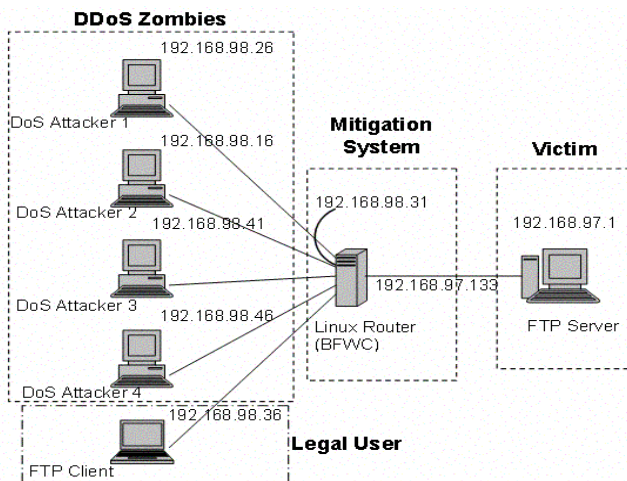 DDoS Zombies
192.168.98.26
DoS Attacker 1
192.168.98.16
DoS Attacker 2
192.168.98.41
DoS Attacker 3
192.168.98.46
DoS Attacker 4
192.168.98.36
FTP Client
Legal User
Mitigation
System
192.168.98.31
192.168.97.133
Linux Router
(BFWC)
Victim
192.168.97.1
FTP Server